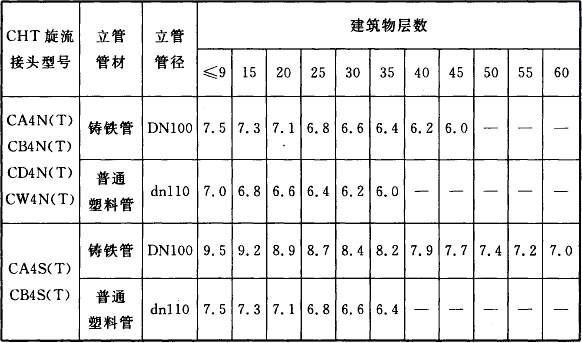 CHT 旋流
接头型号
立管
管材
立管
管径
建筑物层数
≤9 15 20 25 30 35 40 45 50 55 60
CA4N(T)
CB4N(T)
CD4N(T)
CW4N(T)
铸铁管 DN100 7.5 7.3 7.1 6.8 6.6 6.4 6.2 6.0 — — —
普通
塑料管
dn110 7.0 6.8 6.6 6.4 6.2 6.0 — — — — —
CA4S(T)
CB4S(T)
铸铁管 DN100 9.5 9.2 8.9 8.7 8.4 8.2 7.9 7.7 7.4 7.2 7.0
普通
塑料管
dn110 7.5 7.3 7.1 6.8 6.6 6.4 — — — — —